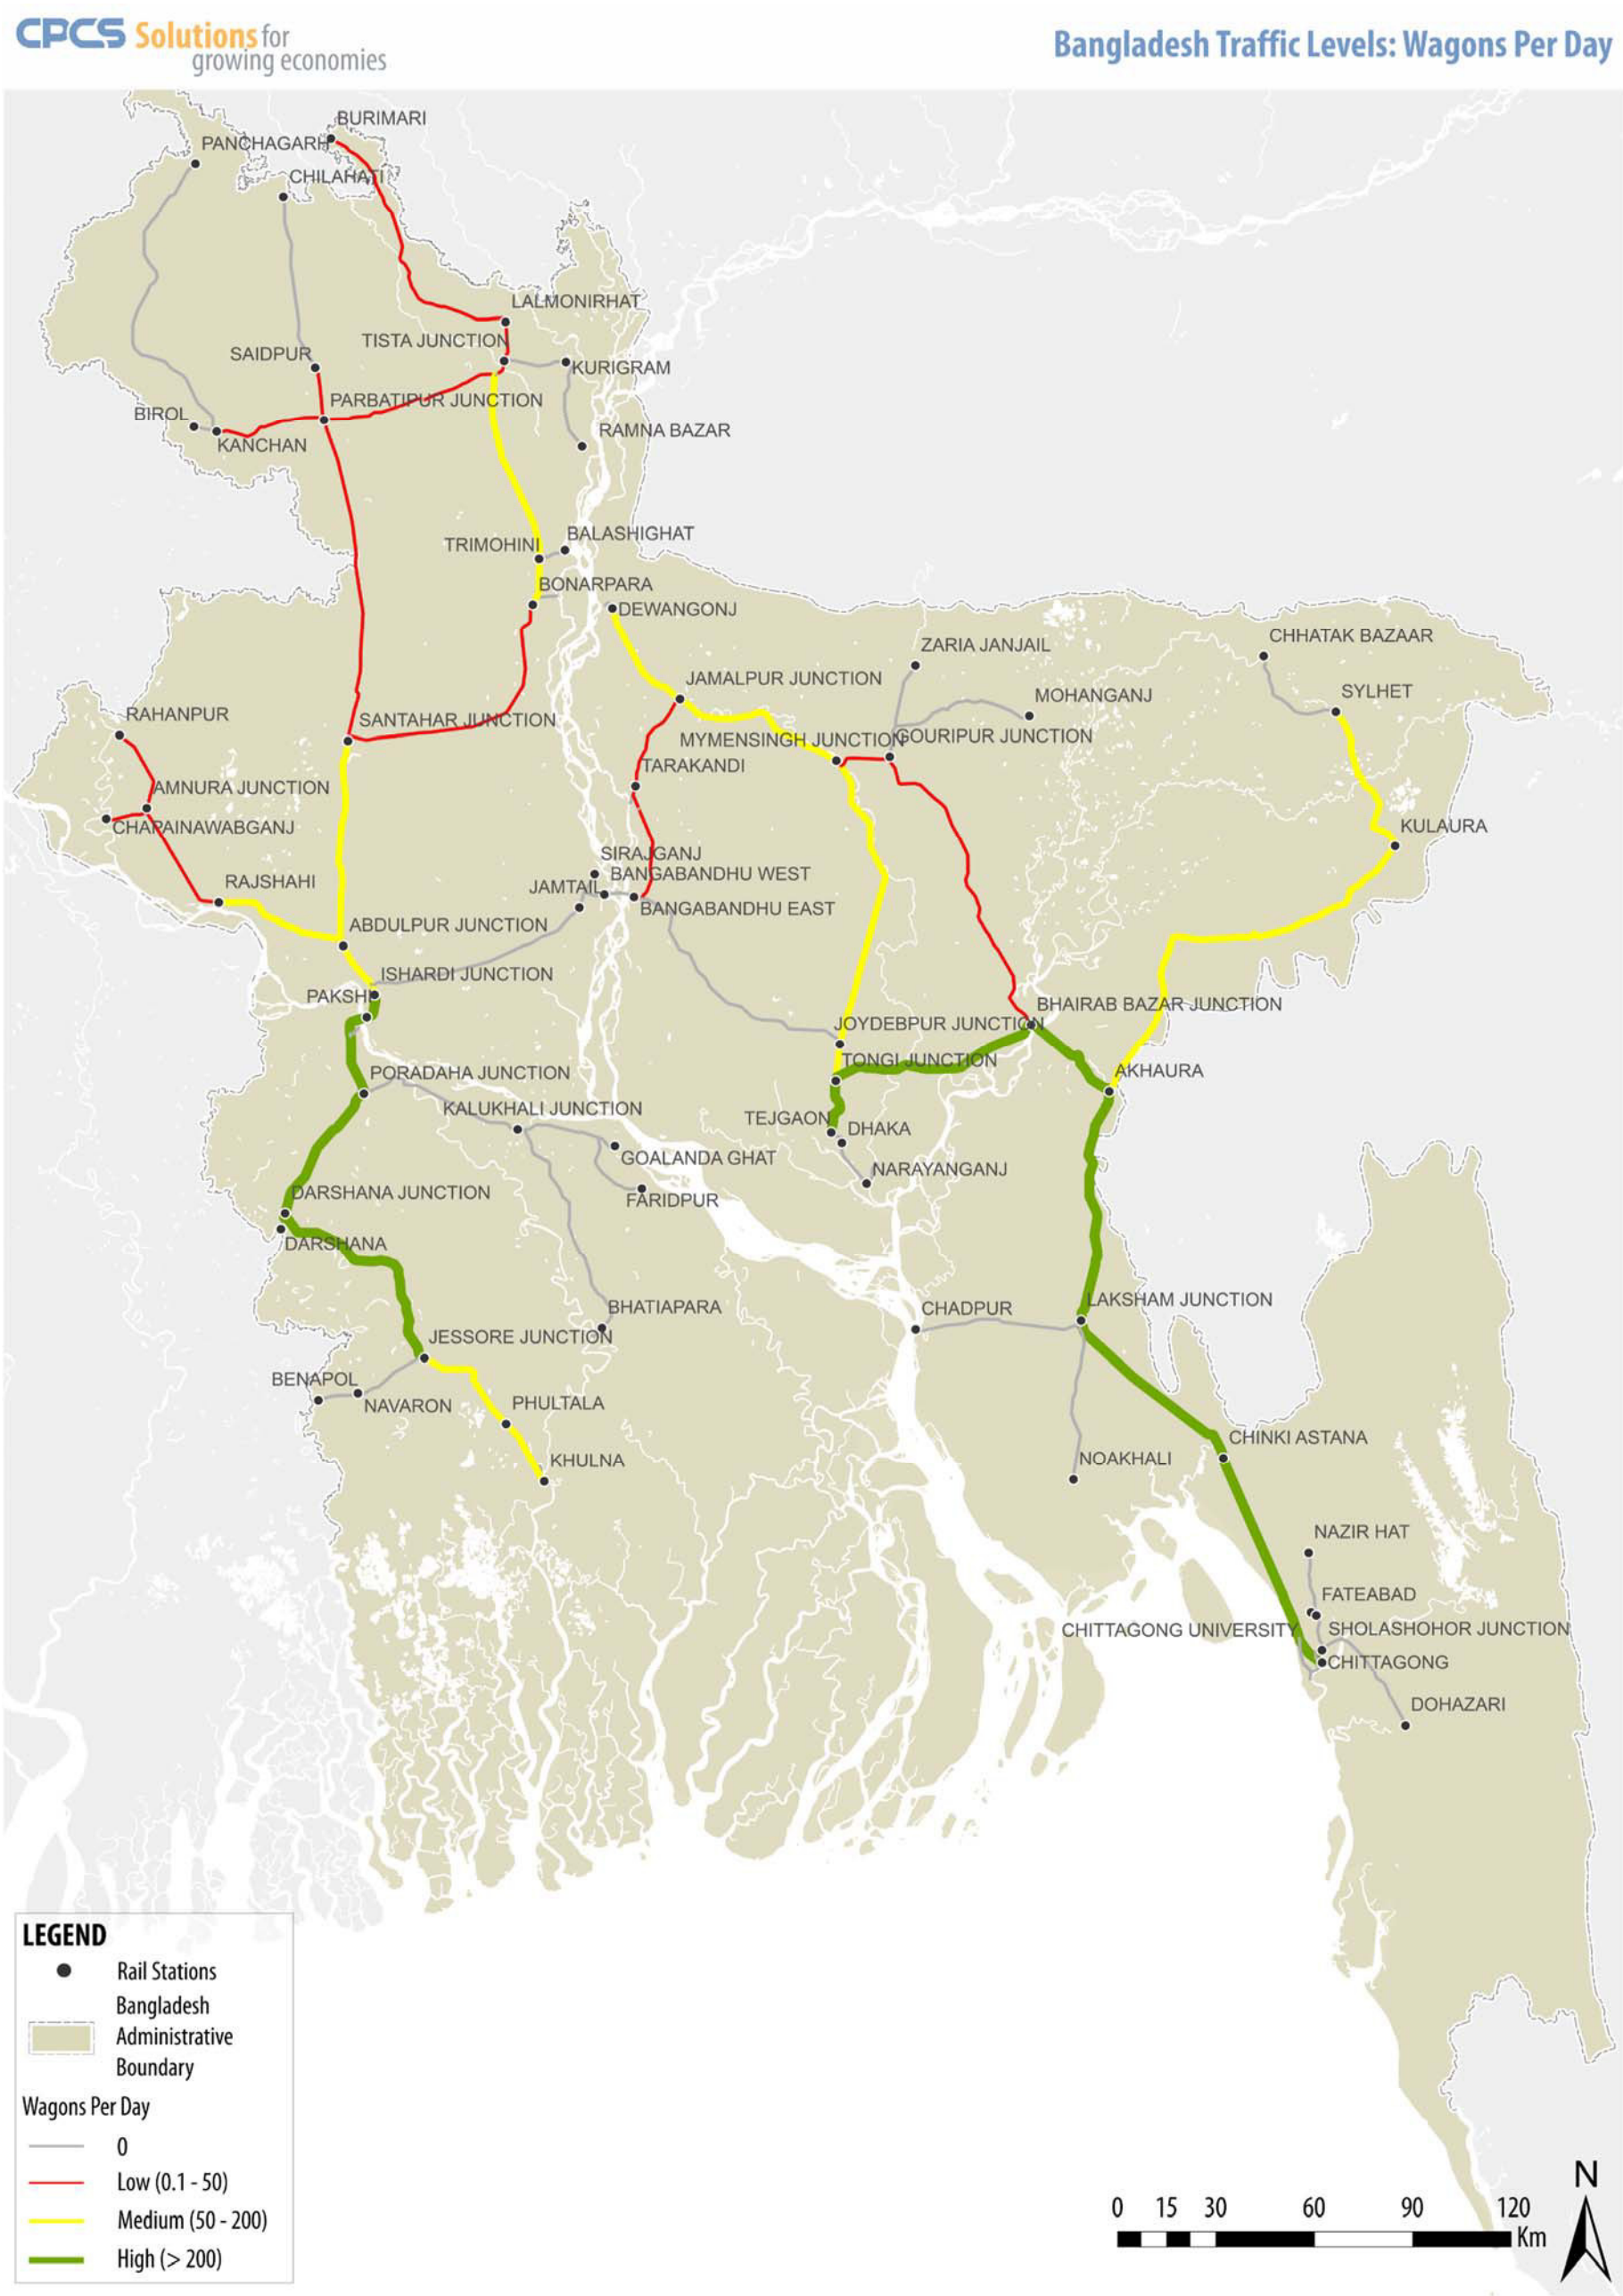 CPCS Solutions for
growing economies
Bangladesh Traffic Levels: Wagons Per Day
BURIMARI
PANCHAGARH
CHILAHATI
LALMONIRHAT
TISTA JUNCTION
SAIDPUR
KURIGRAM
PARBATIPUR JUNCTION
BIROL
RAMNA BAZAR
KANCHAN
BALASHIGHAT
TRIMOHINI
BONARPARA
DEWANGONJ
CHHATAK BAZAAR
ZARIA JANJAIL
JAMALPUR JUNCTION
SYLHET
MOHANGANJ
RAHANPUR
SANTAHAR JUNCTION
MYMENSINGH JUNCTION
GOURIPUR JUNCTION
TARAKANDI
AMNURA JUNCTION
CHAPAINAWABGANJ
KULAURA
SIRAJGANJ
BANGABANDHU WEST
RAJSHAHI
JAMTAIL
BANGABANDHU EAST
ABDULPUR JUNCTION
ISHARDI JUNCTION
PAKSHI
BHAIRAB BAZAR JUNCTION
JOYDEBPUR JUNCTION
TONGI JUNCTION
AKHAURA
PORADAHA JUNCTION
KALUKHALI JUNCTION
TEJGAON
DHAKA
GOALANDA GHAT
NARAYANGANJ
DARSHANA JUNCTION
FARIDPUR
DARSHANA
LAKSHAM JUNCTION
BHATIAPARA
CHADPUR
JESSORE JUNCTION
BENAPOL
NAVARON
PHULTALA
CHINKI ASTANA
KHULNA
NOAKHALI
NAZIR HAT
FATEABAD
CHITTAGONG UNIVERSITY
SHOLASHOHOR JUNCTION
CHITTAGONG
DOHAZARI
LEGEND
Rail Stations
Bangladesh
Administrative
Boundary
Wagons Per Day
0
Low (0.1 - 50)
Medium (50 - 200)
High (> 200)
N
0 15 30 60 90 120
Km